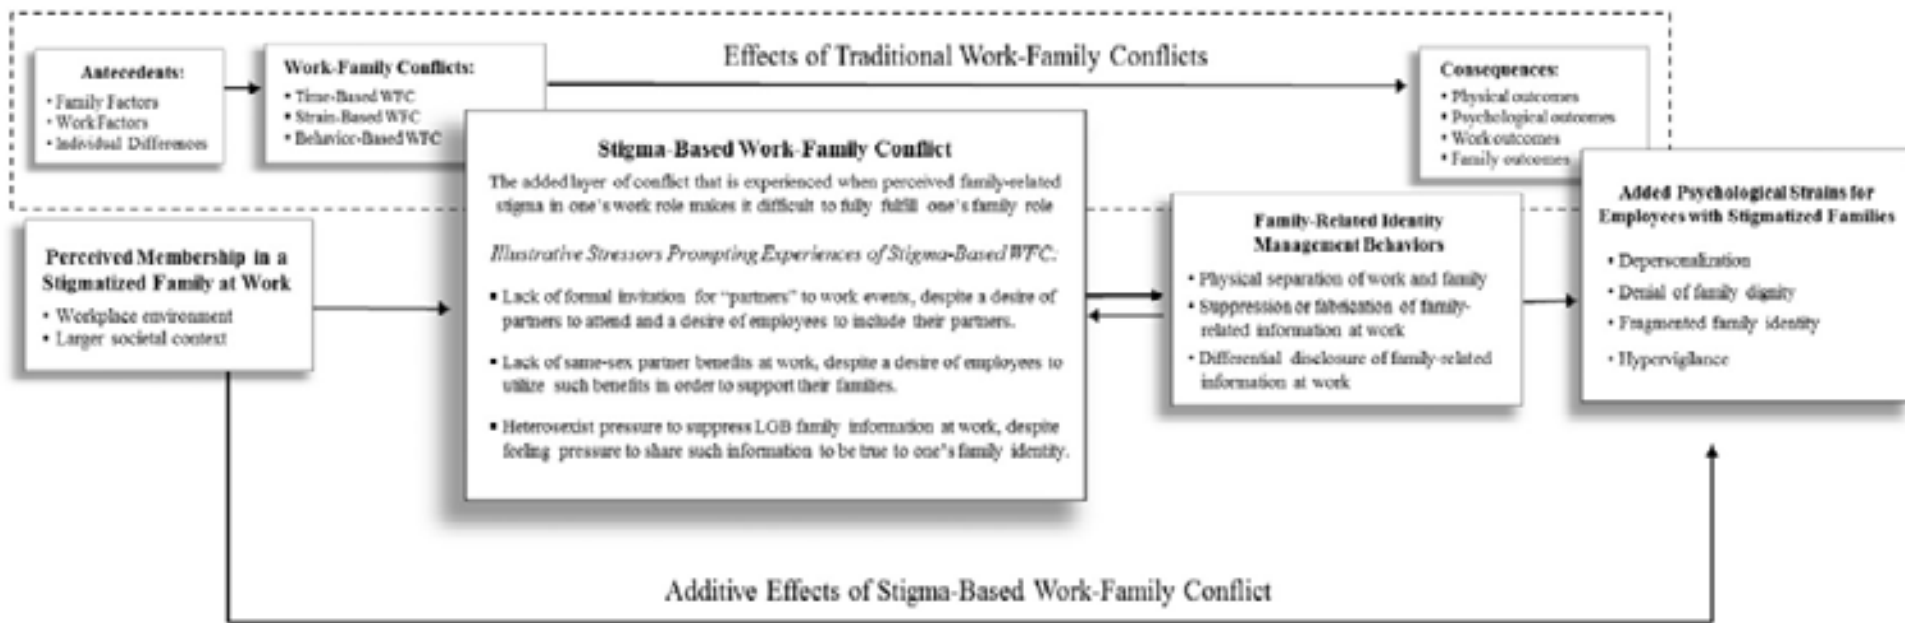 Effects of Traditional Work-Family Conflicts
Antecedents:
• Family Factors
• Work Factors
• Individual Differences
Work-Family Conflicts:
• Time-Based WFC
• Strain-Based WFC
• Behavior-Based WFC
Consequences:
• Physical outcomes
• Psychological outcomes
• Work outcomes
• Family outcomes
Perceived Membership in a
Stigmatized Family at Work
• Workplace environment
• Larger societal context
Stigma-Based Work-Family Conflict
The added layer of conflict that is experienced when perceived family-related
stigma in one's work role makes it difficult to fully fulfill one's family role
Illustrative Stressors Prompting Experiences of Stigma-Based WFC:
▪ Lack of formal invitation for "partners" to work events, despite a desire of
partners to attend and a desire of employees to include their partners.
▪ Lack of same-sex partner benefits at work, despite a desire of employees to
utilize such benefits in order to support their families.
▪ Heterosexist pressure to suppress LGB family information at work, despite
feeling pressure to share such information to be true to one's family identity.
Family-Related Identity
Management Behaviors
• Physical separation of work and family
• Suppression or fabrication of family-
related information at work
• Differential disclosure of family-related
information at work
Added Psychological Strains for
Employees with Stigmatized Families
• Depersonalization
• Denial of family dignity
• Fragmented family identity
• Hypervigilance
Additive Effects of Stigma-Based Work-Family Conflict